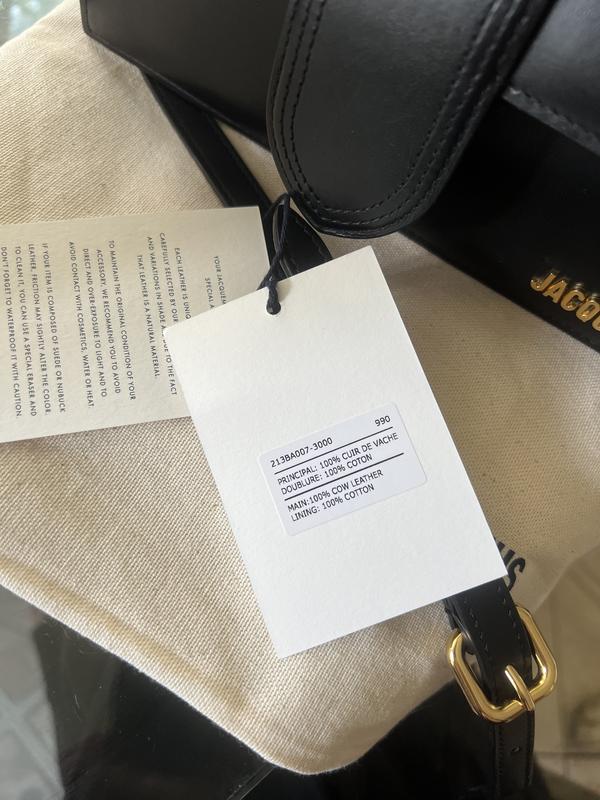 213BA007-3000 990
PRINCIPAL: 100% CUIR DE VACHE
DOUBLURE: 100% COTON
MAIN:100% COW LEATHER
LINING: 100% COTTON
YOUR JACQUEM
SPECIAL
EACH LEATHER IS UNIQ
CAREFULLY SELECTED BY OUR
AND VARIATIONS IN SHADE DUE TO THE FACT
THAT LEATHER IS A NATURAL MATERIAL.
TO MAINTAIN THE ORIGINAL CONDITION OF YOUR
ACCESSORY, WE RECOMMEND YOU TO AVOID
DIRECT AND OVER-EXPOSURE TO LIGHT AND TO
AVOID CONTACT WITH COSMETICS, WATER OR HEAT.
IF YOUR ITEM IS COMPOSED OF SUEDE OR NUBUCK
LEATHER, FRICTION MAY SLIGHTLY ALTER THE COLOR.
TO CLEAN IT, YOU CAN USE A SPECIAL ERASER AND
DON'T FORGET TO WATERPROOF IT WITH CAUTION.
JACQU
US